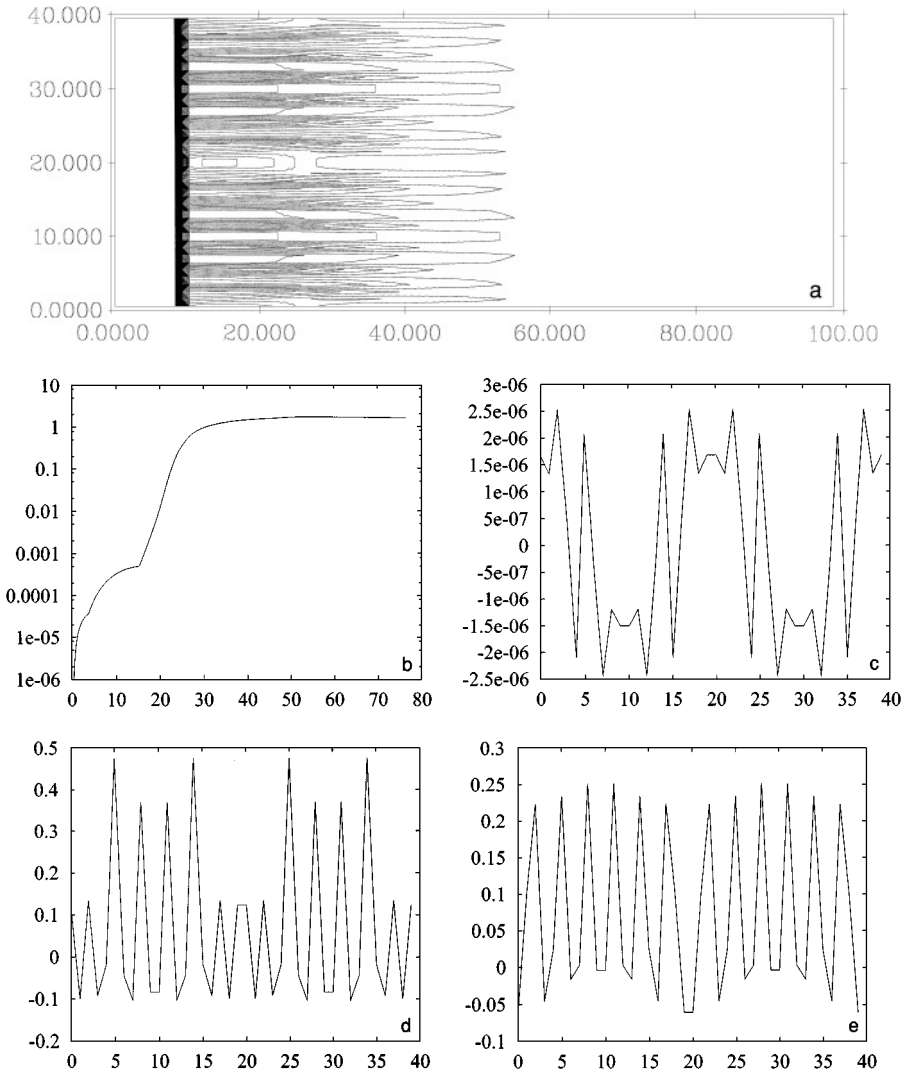 40.000
30.000
20.000
10.000
0.0000
a
0.0000 20.000 40.000 60.000 80.000 100.00
10
1
0.1
0.01
0.001
0.0001
1e-05
1e-06
b
0 10 20 30 40 50 60 70 80
3e-06
2.5e-06
2e-06
1.5e-06
1e-06
5e-07
0
-5e-07
-1e-06
-1.5e-06
-2e-06
-2.5e-06
c
0 5 10 15 20 25 30 35 40
0.5
0.4
0.3
0.2
0.1
0
-0.1
-0.2
d
0 5 10 15 20 25 30 35 40
0.3
0.25
0.2
0.15
0.1
0.05
0
-0.05
-0.1
e
0 5 10 15 20 25 30 35 40